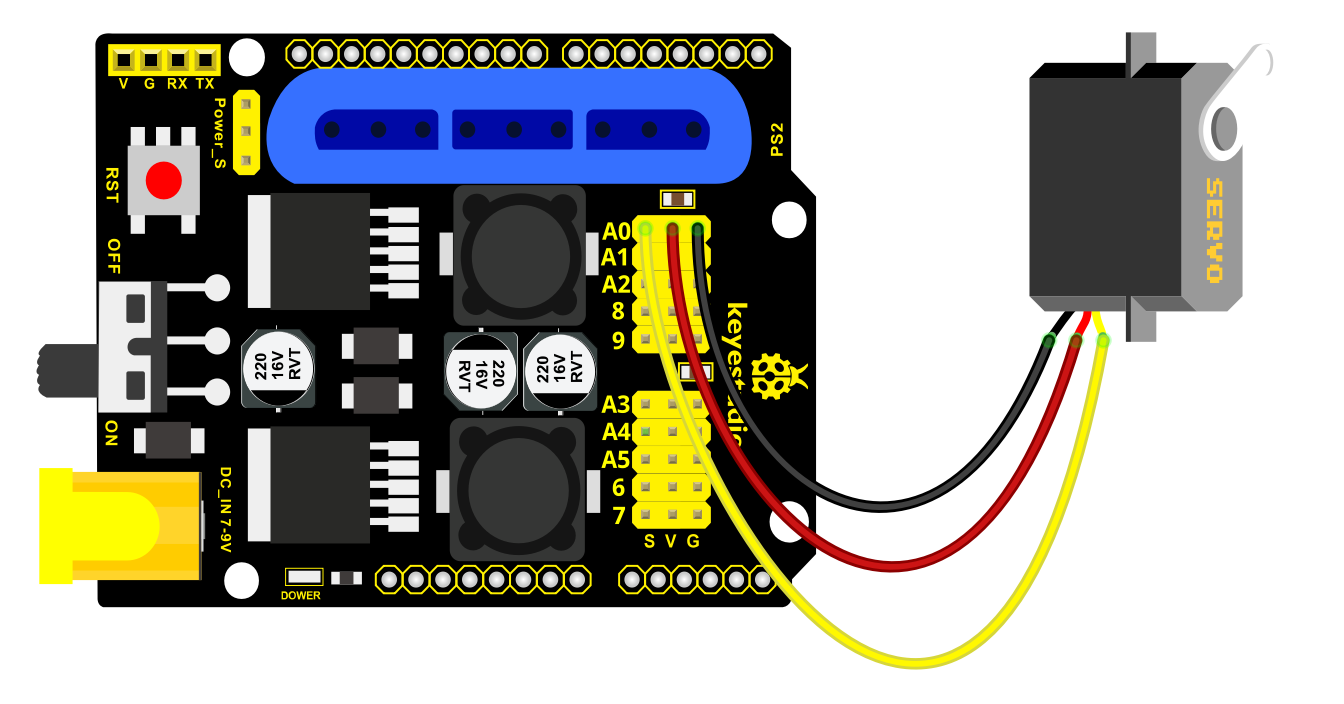 V G RX TX
Power_S
PS2
RST
OFF
A0
A1
A2
8
9
220
16V
RVT
220
16V
RVT
220
16V
RVT
ON
A3
A4
A5
6
7
S V G
DC_IN 7-9V
DOWER
SERVO